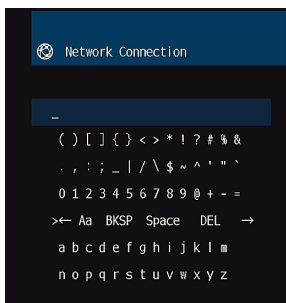 Network Connection
_
( ) [ ] { } < > * ! ? # % &
. , : ; _ | / \ $ ~ ^ ' " `
0 1 2 3 4 5 6 7 8 9 @ + - =
>← Aa BKSP Space DEL →
a b c d e f g h i j k l m
n o p q r s t u v w x y z